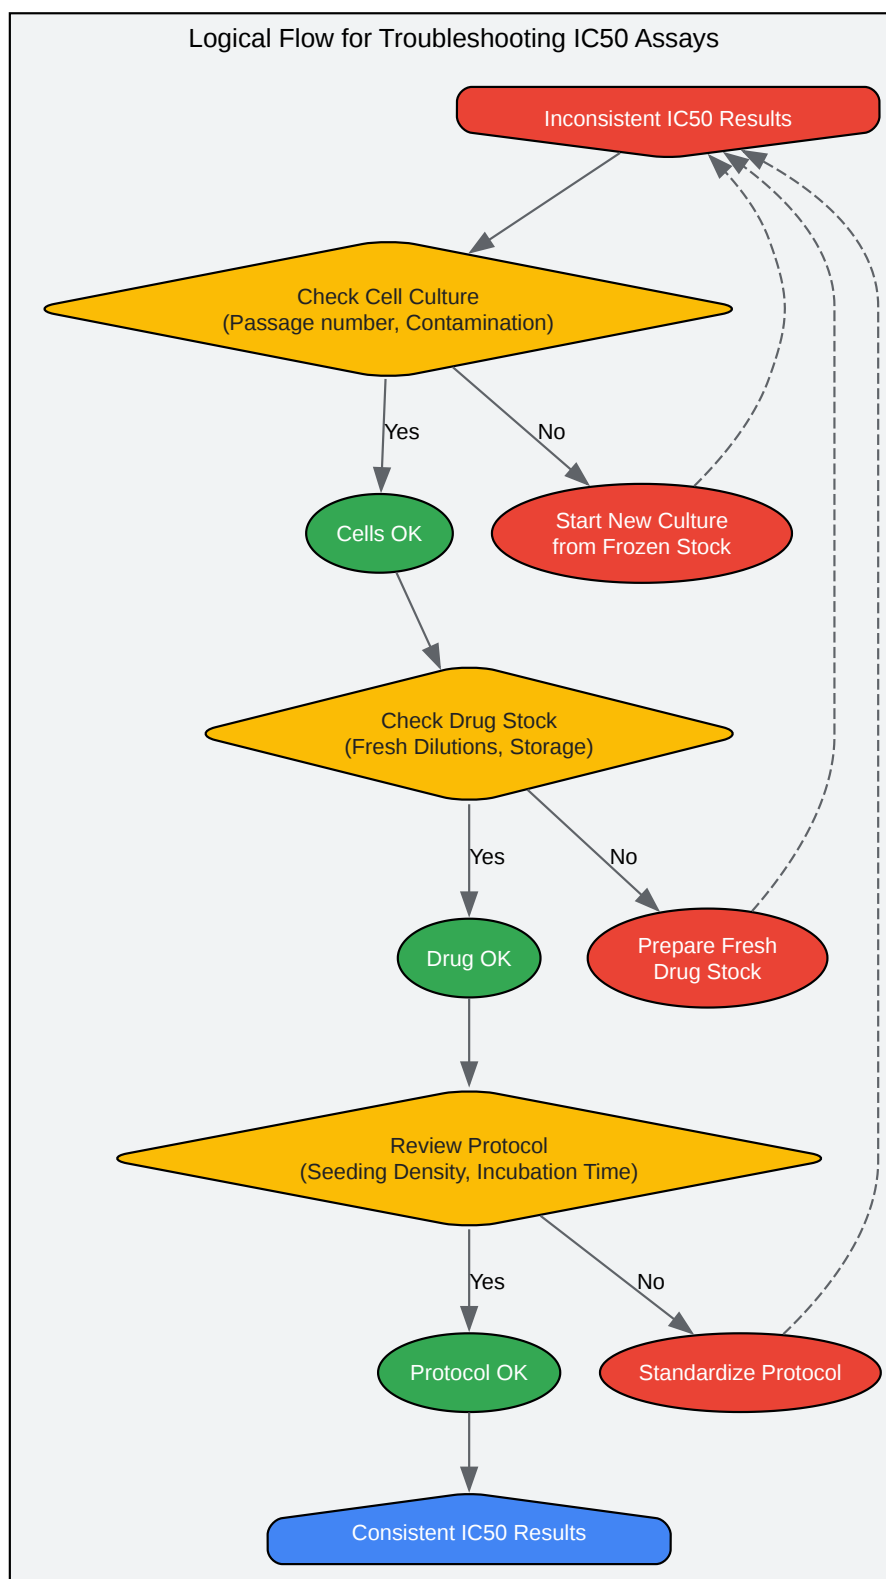 Logical Flow for Troubleshooting IC50 Assays
Inconsistent IC50 Results
Check Cell Culture
(Passage number, Contamination)
Yes
No
Cells OK
Start New Culture
from Frozen Stock
Check Drug Stock
(Fresh Dilutions, Storage)
Yes
No
Drug OK
Prepare Fresh
Drug Stock
Review Protocol
(Seeding Density, Incubation Time)
Yes
No
Protocol OK
Standardize Protocol
Consistent IC50 Results